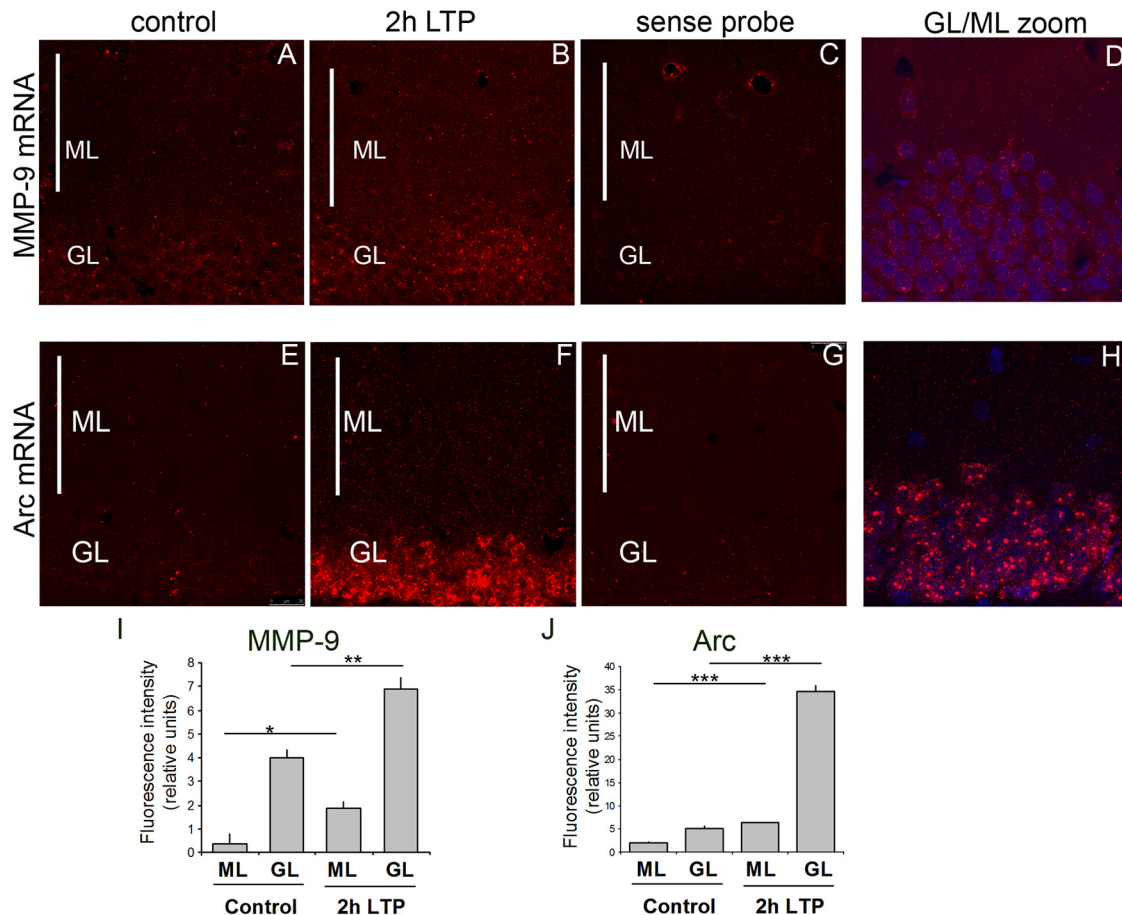 control 2h LTP sense probe GL/ML zoom
MMP-9 mRNA
A B C D
ML ML ML
GL GL GL
Arc mRNA
E F G H
ML ML ML
GL GL GL
I MMP-9
Fluorescence intensity
(relative units)
8
7
6
5
4
3
2
1
0
* **
ML GL ML GL
Control 2h LTP
J Arc
Fluorescence intensity
(relative units)
40
35
30
25
20
15
10
5
0
*** ***
ML GL ML GL
Control 2h LTP